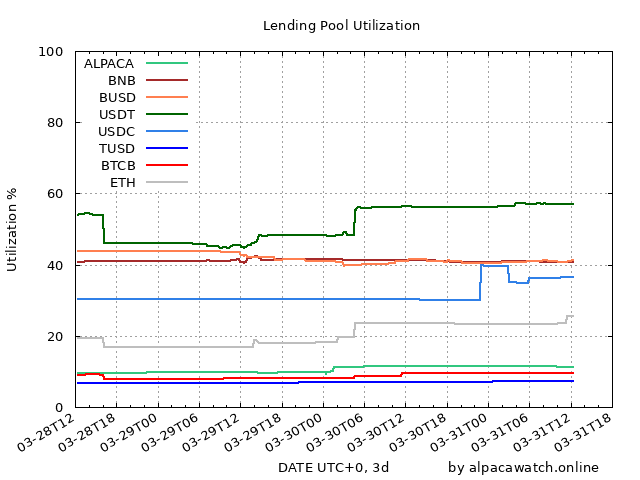 Lending Pool Utilization
Utilization %
100
80
60
40
20
0
ALPACA
BNB
BUSD
USDT
USDC
TUSD
BTCB
ETH
03-28T12
03-28T18
03-29T00
03-29T06
03-29T12
03-29T18
03-30T00
03-30T06
03-30T12
03-30T18
03-31T00
03-31T06
03-31T12
03-31T18
DATE UTC+0, 3d
by alpacawatch.online